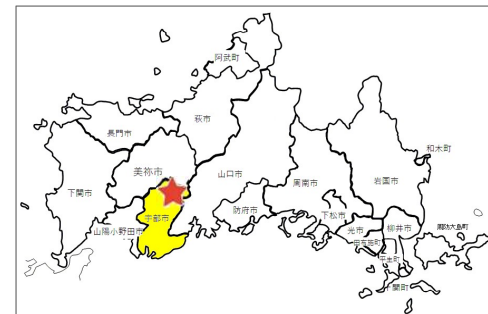 阿武町
萩市
長門市
和木町
美祢市
山口市
周南市
岩国市
下関市
防府市
下松市
宇部市
山陽小野田市
光市
柳井市
周防大島町
田布施町
平生町
上関町